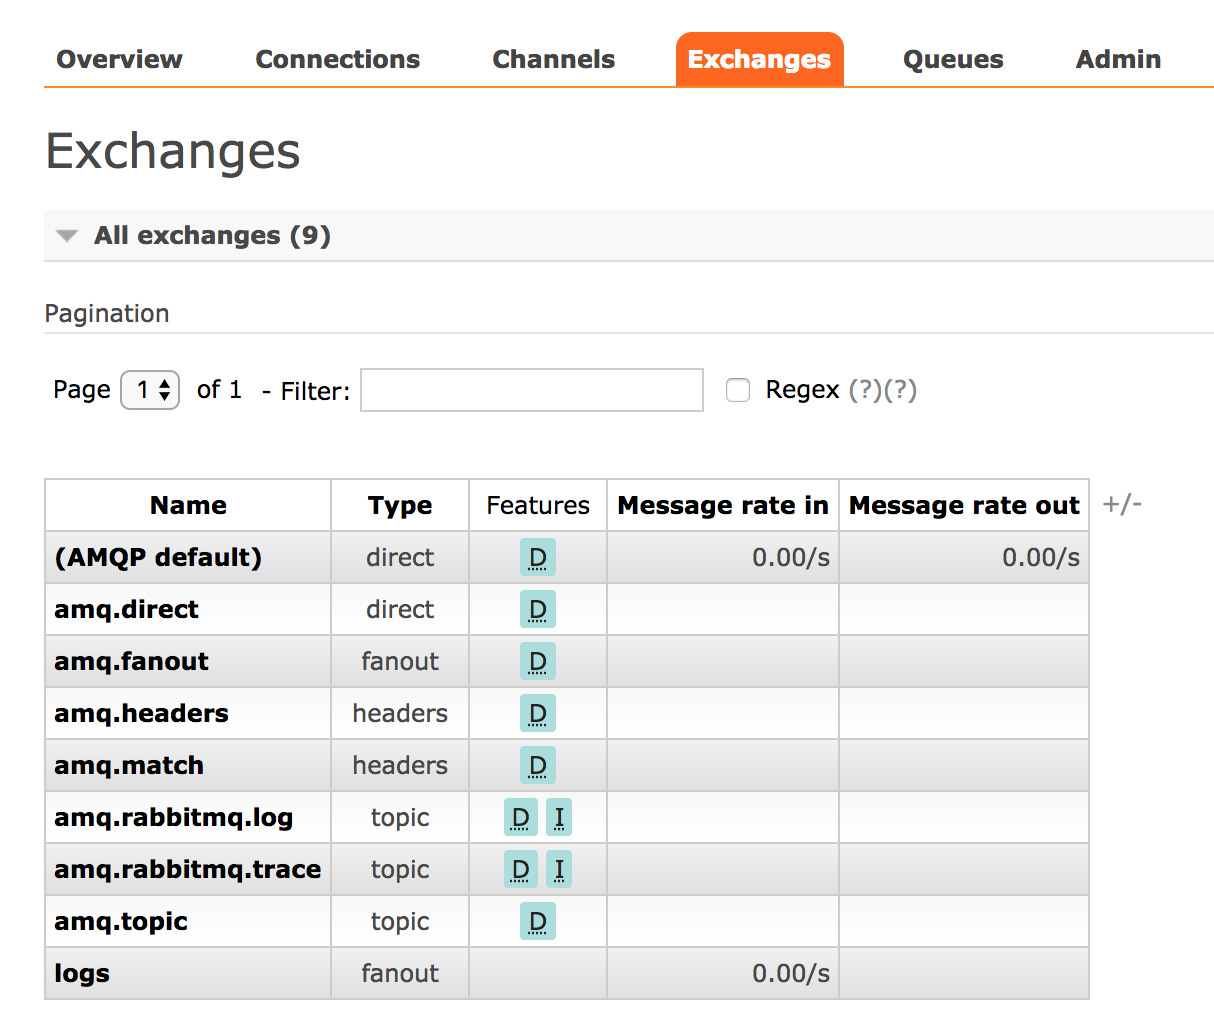 Overview Connections Channels Exchanges Queues Admin
Exchanges
All exchanges (9)
Pagination
Page 1 of 1 - Filter: Regex (?)(?)
Name Type Features Message rate in Message rate out +/-
(AMQP default) direct D 0.00/s 0.00/s
amq.direct direct D
amq.fanout fanout D
amq.headers headers D
amq.match headers D
amq.rabbitmq.log topic D I
amq.rabbitmq.trace topic D I
amq.topic topic D
logs fanout 0.00/s